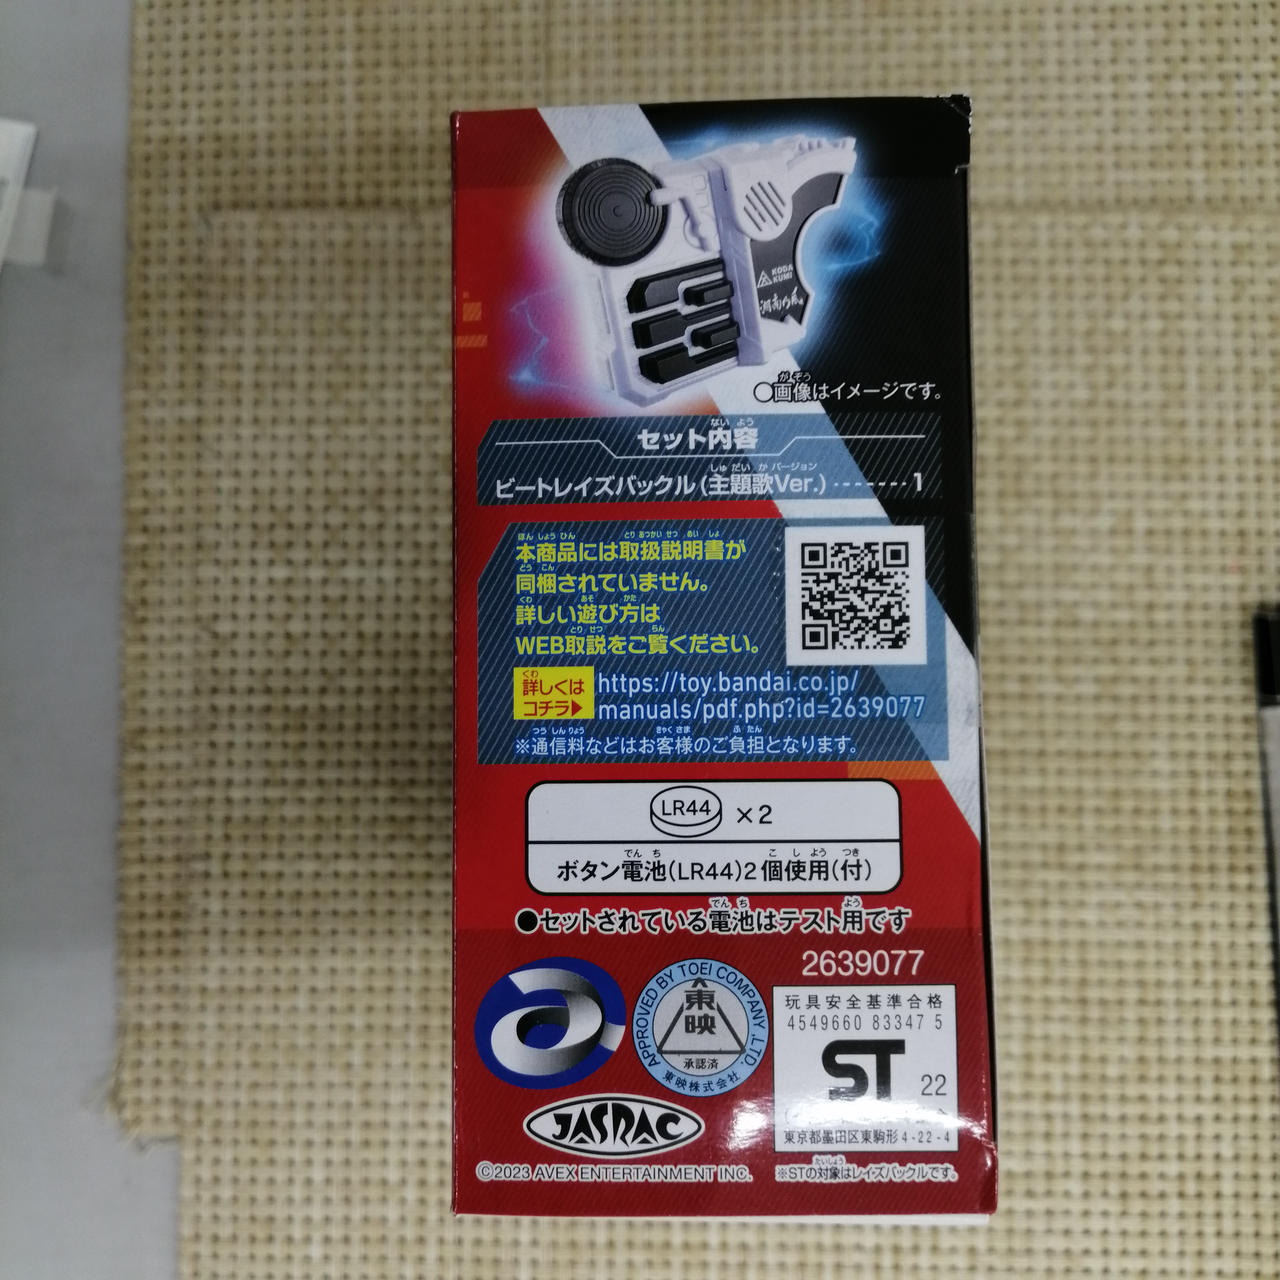 KODA
KUMI
湘南乃風
●画像はイメージです。
セット内容
ビートレイズバックル(主題歌Ver.)-------1
本商品には取扱説明書が
同梱されていません。
詳しい遊び方は
WEB取説をご覧ください。
詳しくは
コチラ▶
https://toy.bandai.co.jp/
manuals/pdf.php?id=2639077
※通信料などはお客様のご負担となります。
LR44 ×2
ボタン電池(LR44)2個使用(付)
●セットされている電池はテスト用です
2639077
APPROVED BY TOEI COMPANY, LTD.
東映
承認済
東映株式会社
玩具安全基準合格
4549660 83347 5
ST 22
東京都墨田区東駒形4-22-4
JASRAC
©2023 AVEX ENTERTAINMENT INC.
※STの対象はレイズバックルです。